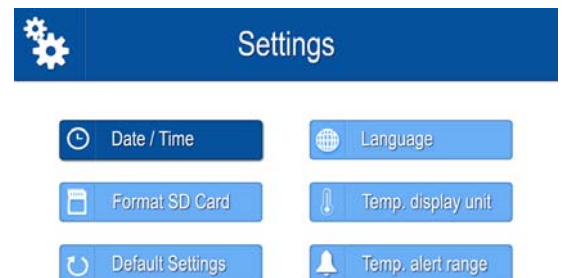 Settings
Date / Time
Language
Format SD Card
Temp. display unit
Default Settings
Temp. alert range